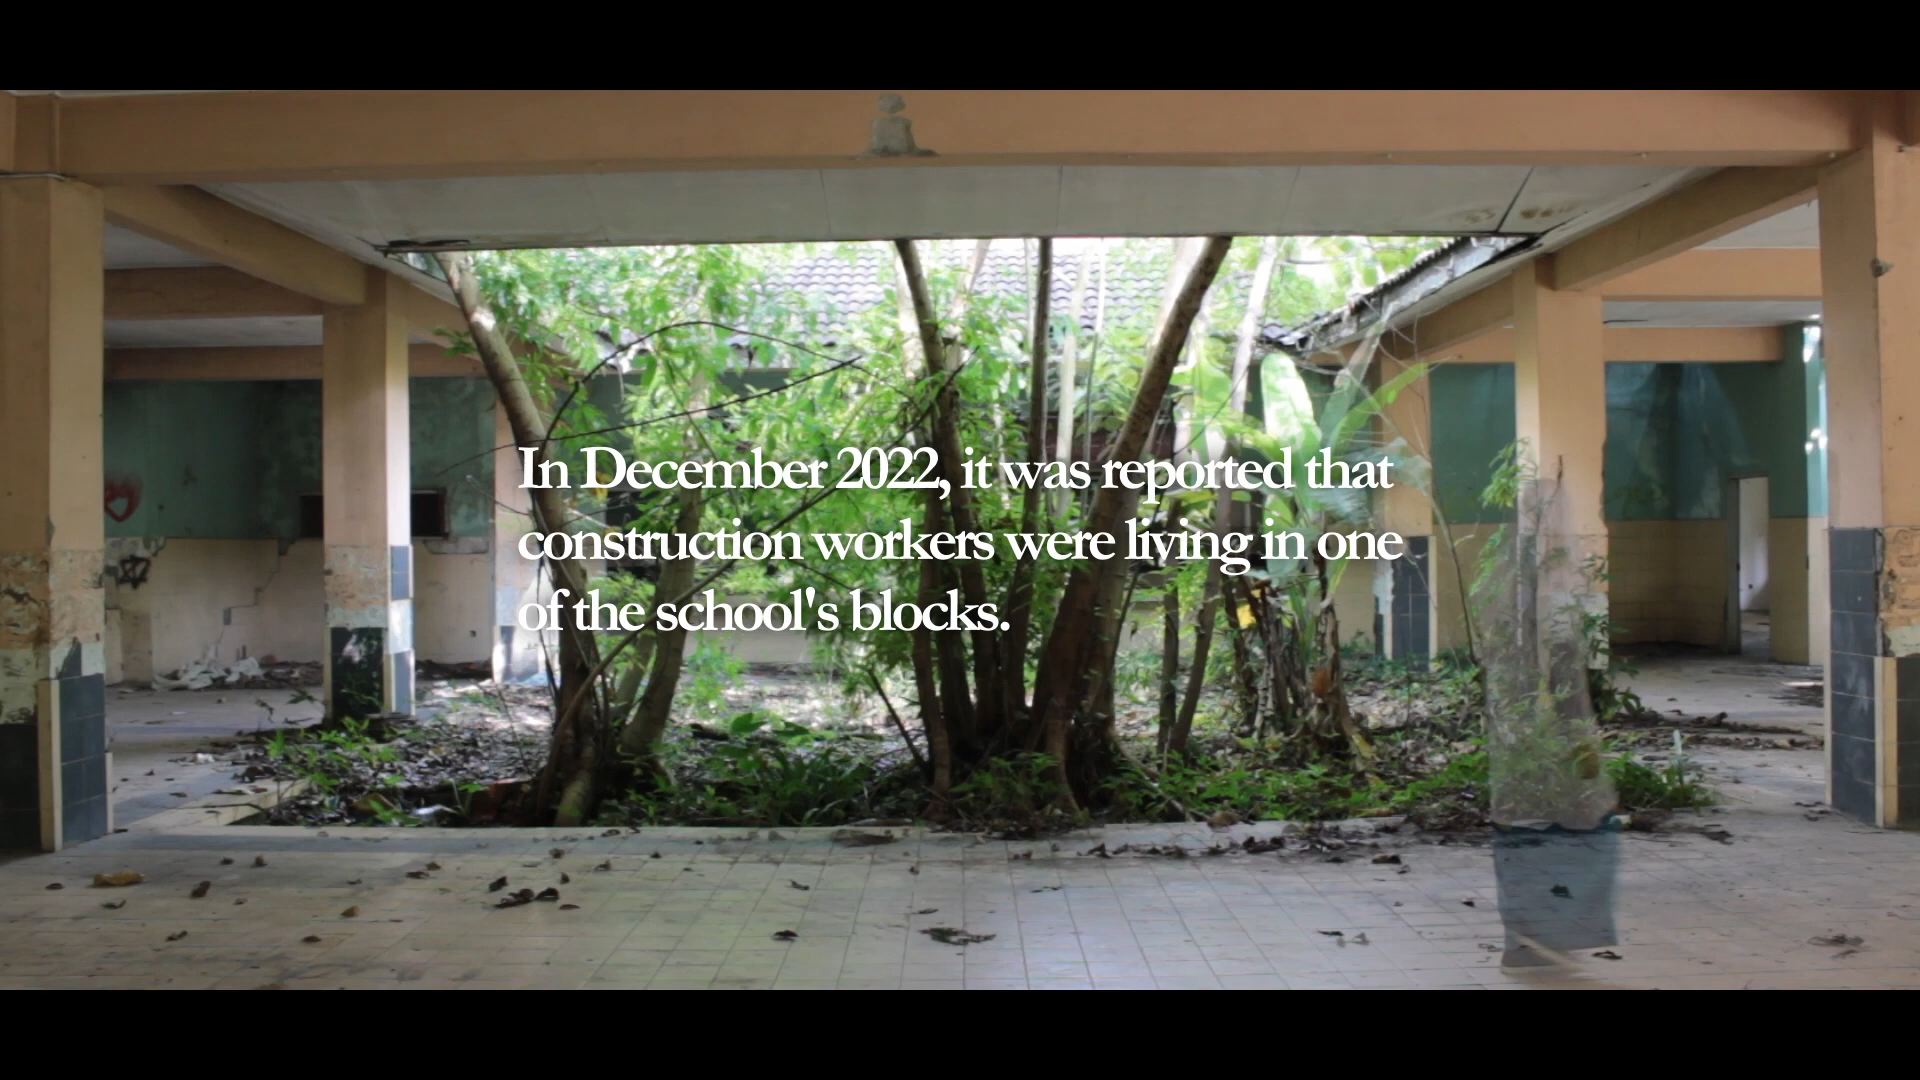 In December 2022, it was reported that
construction workers were living in one
of the school's blocks.